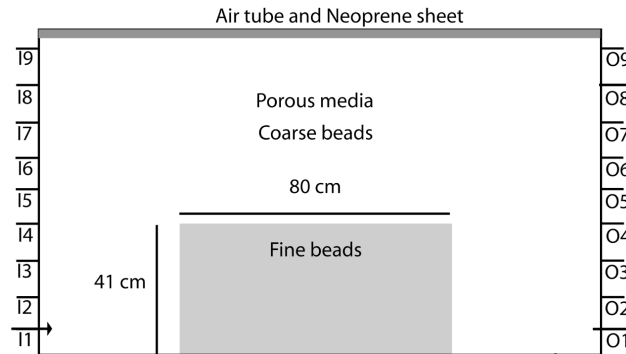 Air tube and Neoprene sheet
I9
O9
I8
Porous media
O8
I7
Coarse beads
O7
I6
O6
I5
80 cm
O5
I4
O4
Fine beads
I3
O3
41 cm
I2
O2
I1
O1